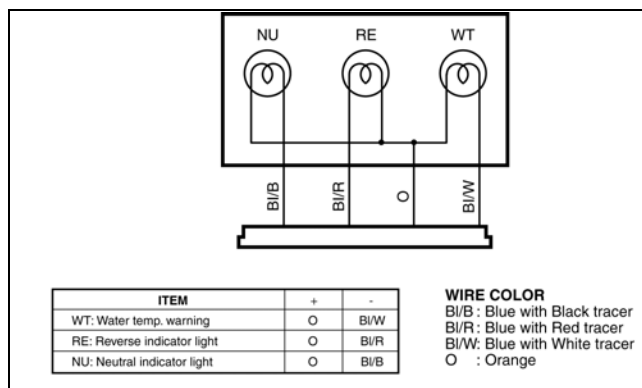 NU RE WT
Bl/B Bl/R O Bl/W
ITEM + -
WT: Water temp. warning O Bl/W
RE: Reverse indicator light O Bl/R
NU: Neutral indicator light O Bl/B
WIRE COLOR
Bl/B : Blue with Black tracer
Bl/R : Blue with Red tracer
Bl/W: Blue with White tracer
O : Orange